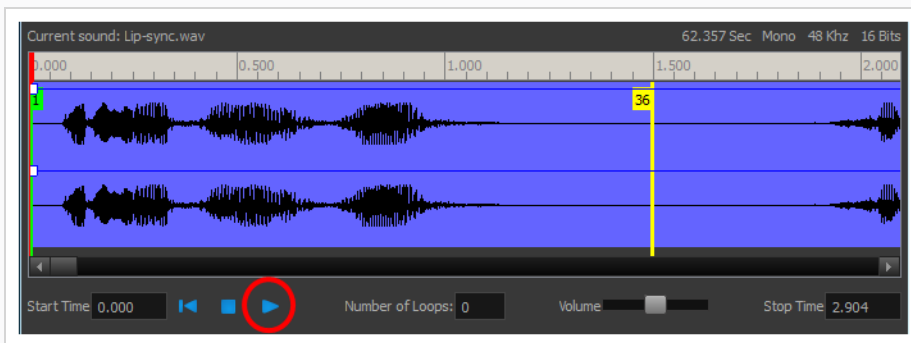 Current sound: Lip-sync.wav 62.357 Sec Mono 48 Khz 16 Bits
0.000 0.500 1.000 1.500 2.000
1 36
Start Time 0.000 Number of Loops: 0 Volume Stop Time 2.904